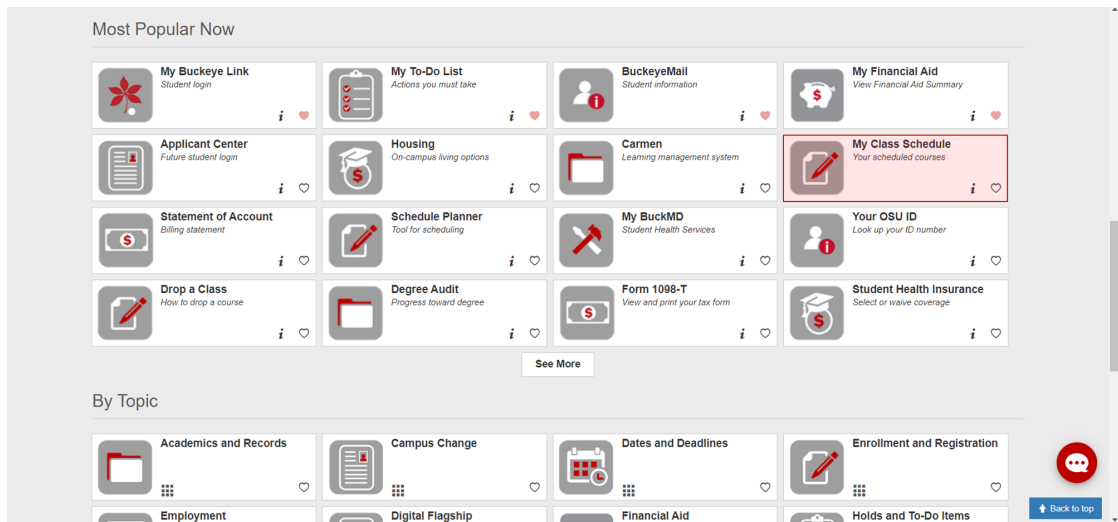 Most Popular Now
My Buckeye Link
Student login
My To-Do List
Actions you must take
BuckeyeMail
Student information
My Financial Aid
View Financial Aid Summary
Applicant Center
Future student login
Housing
On-campus living options
Carmen
Learning management system
My Class Schedule
Your scheduled courses
Statement of Account
Billing statement
Schedule Planner
Tool for scheduling
My BuckMD
Student Health Services
Your OSU ID
Look up your ID number
Drop a Class
How to drop a course
Degree Audit
Progress toward degree
Form 1098-T
View and print your tax form
Student Health Insurance
Select or waive coverage
See More
By Topic
Academics and Records
Campus Change
Dates and Deadlines
Enrollment and Registration
Employment
Digital Flagship
Financial Aid
Holds and To-Do Items
Back to top